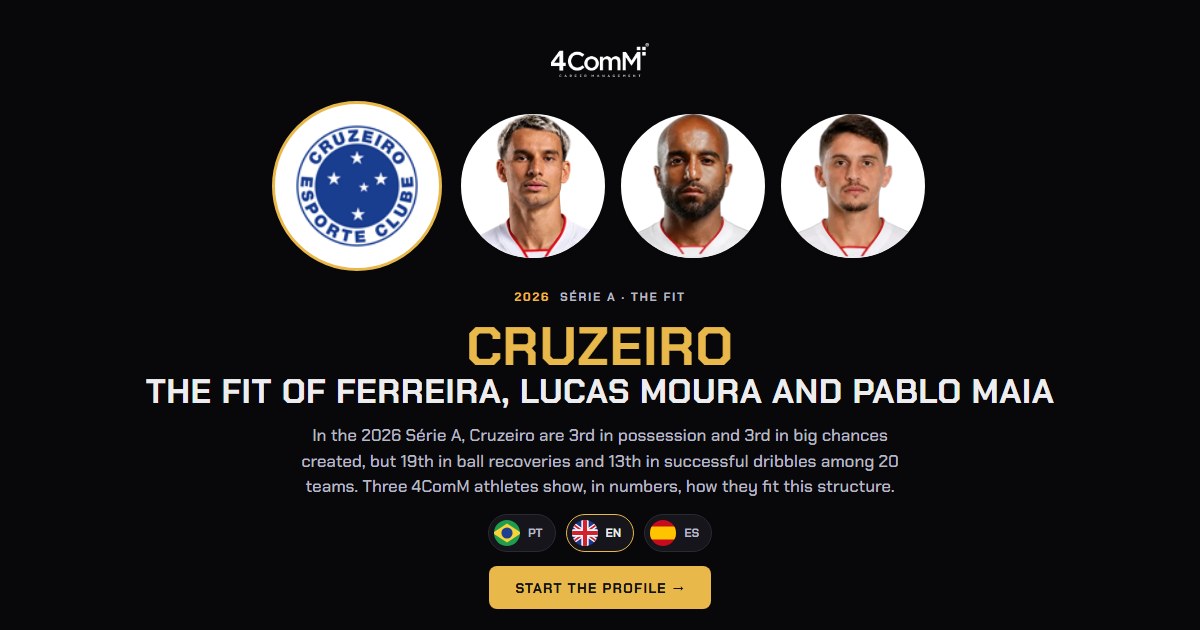 4ComM
CAREER MANAGEMENT
CRUZEIRO
ESPORTE CLUBE
2026 SÉRIE A · THE FIT
CRUZEIRO
THE FIT OF FERREIRA, LUCAS MOURA AND PABLO MAIA
In the 2026 Série A, Cruzeiro are 3rd in possession and 3rd in big chances
created, but 19th in ball recoveries and 13th in successful dribbles among 20
teams. Three 4ComM athletes show, in numbers, how they fit this structure.
PT
EN
ES
START THE PROFILE →